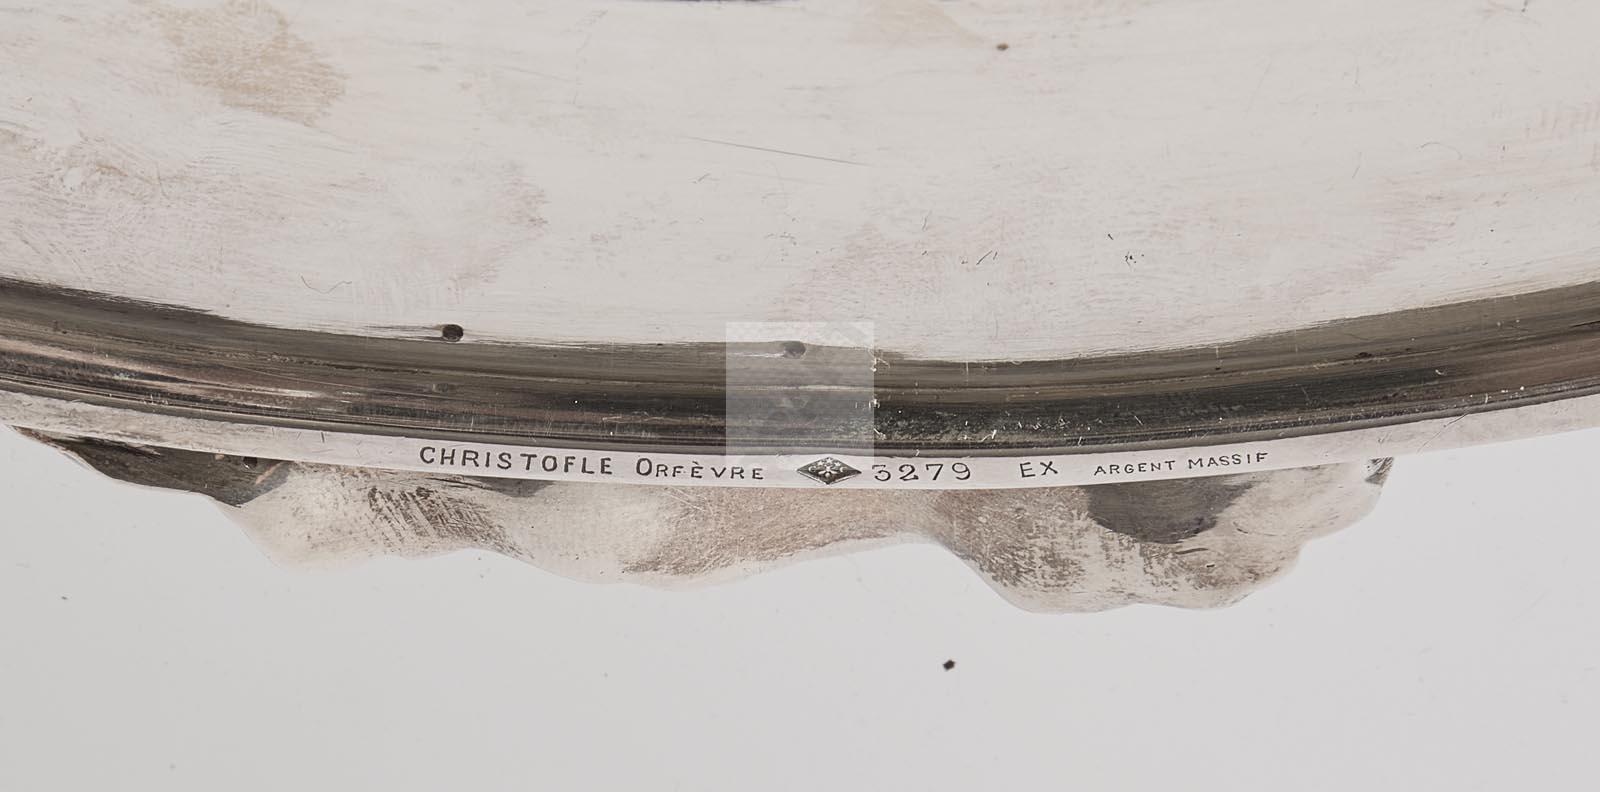 CHRISTOFLE ORFÈVRE 3279 EX ARGENT MASSIF